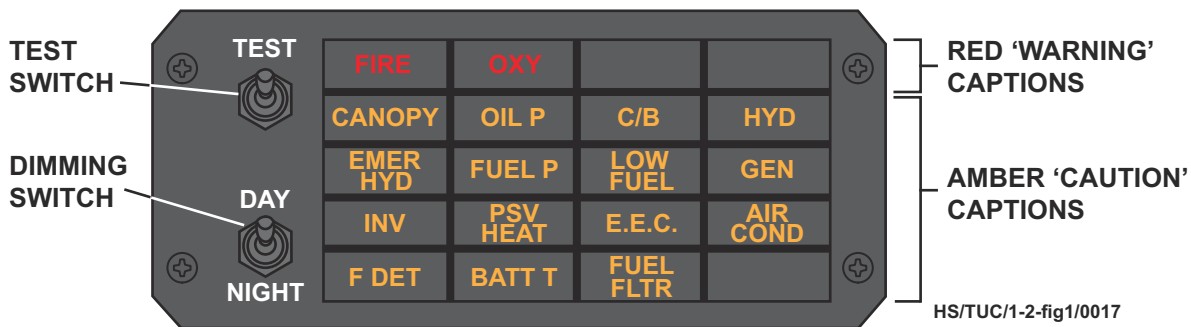 TEST
SWITCH
DIMMING
SWITCH
TEST
DAY
NIGHT
FIRE
OXY
CANOPY
OIL P
C/B
HYD
EMER
HYD
FUEL P
LOW
FUEL
GEN
INV
PSV
HEAT
E.E.C.
AIR
COND
F DET
BATT T
FUEL
FLTR
RED ‘WARNING’
CAPTIONS
AMBER ‘CAUTION’
CAPTIONS
HS/TUC/1-2-fig1/0017